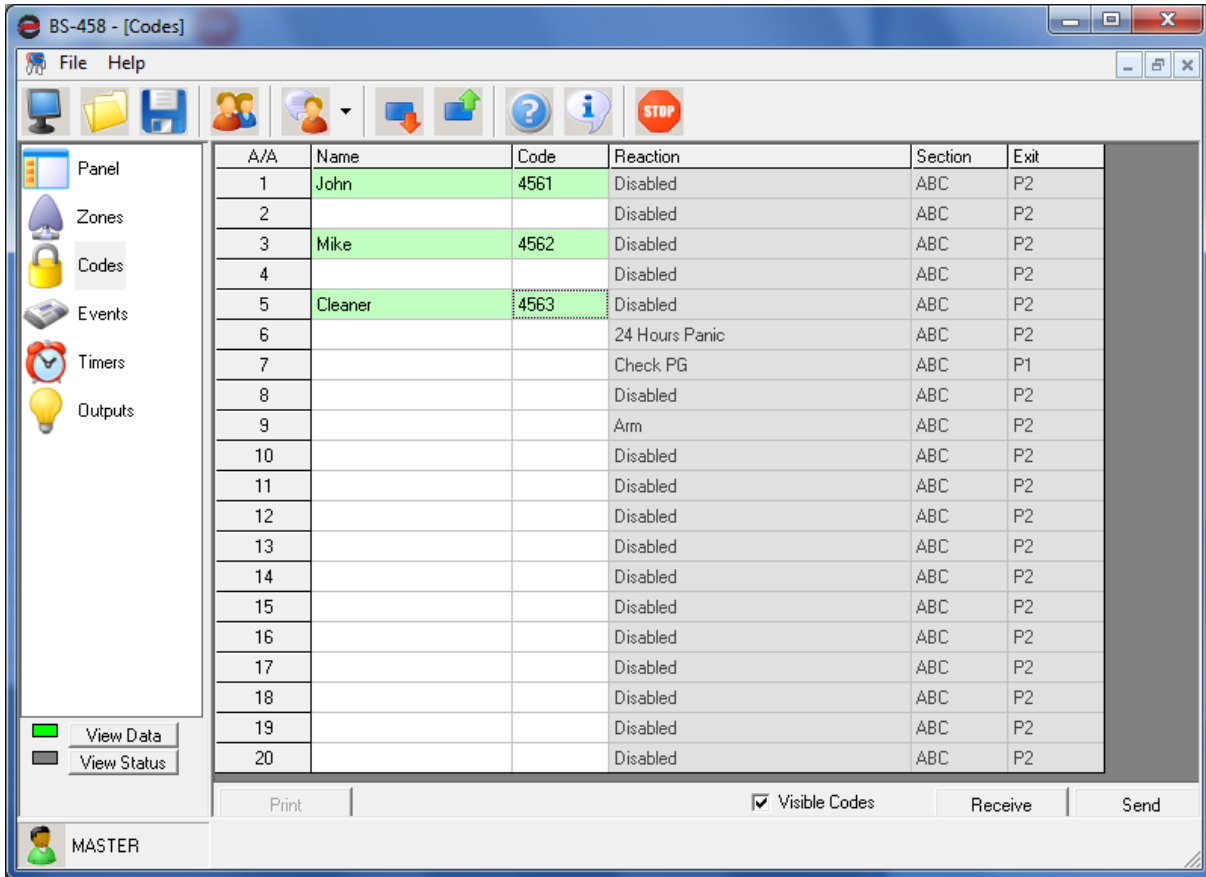 BS-458 - [Codes]
File Help
STOP
Panel
Zones
Codes
Events
Timers
Outputs
A/A Name Code Reaction Section Exit
1 John 4561 Disabled ABC P2
2 Disabled ABC P2
3 Mike 4562 Disabled ABC P2
4 Disabled ABC P2
5 Cleaner 4563 Disabled ABC P2
6 24 Hours Panic ABC P2
7 Check PG ABC P1
8 Disabled ABC P2
9 Arm ABC P2
10 Disabled ABC P2
11 Disabled ABC P2
12 Disabled ABC P2
13 Disabled ABC P2
14 Disabled ABC P2
15 Disabled ABC P2
16 Disabled ABC P2
17 Disabled ABC P2
18 Disabled ABC P2
19 Disabled ABC P2
20 Disabled ABC P2
View Data
View Status
Print Visible Codes Receive Send
MASTER